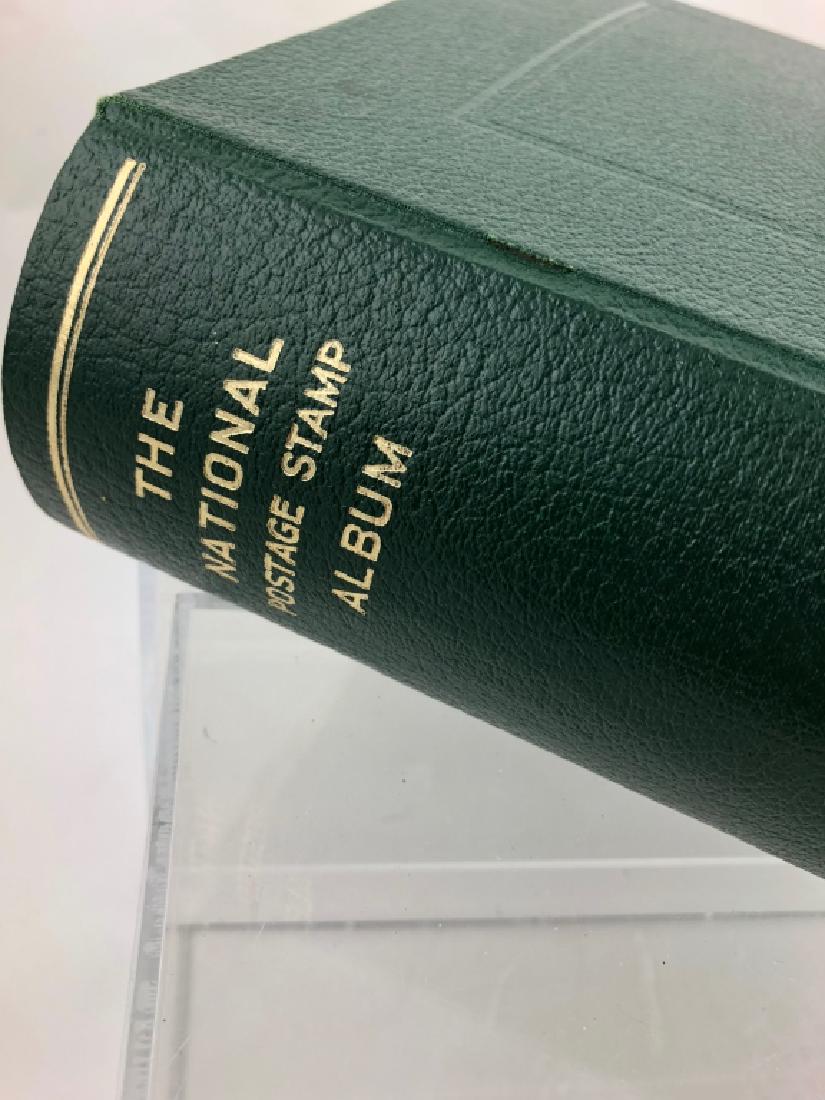 THE
NATIONAL
POSTAGE STAMP
ALBUM